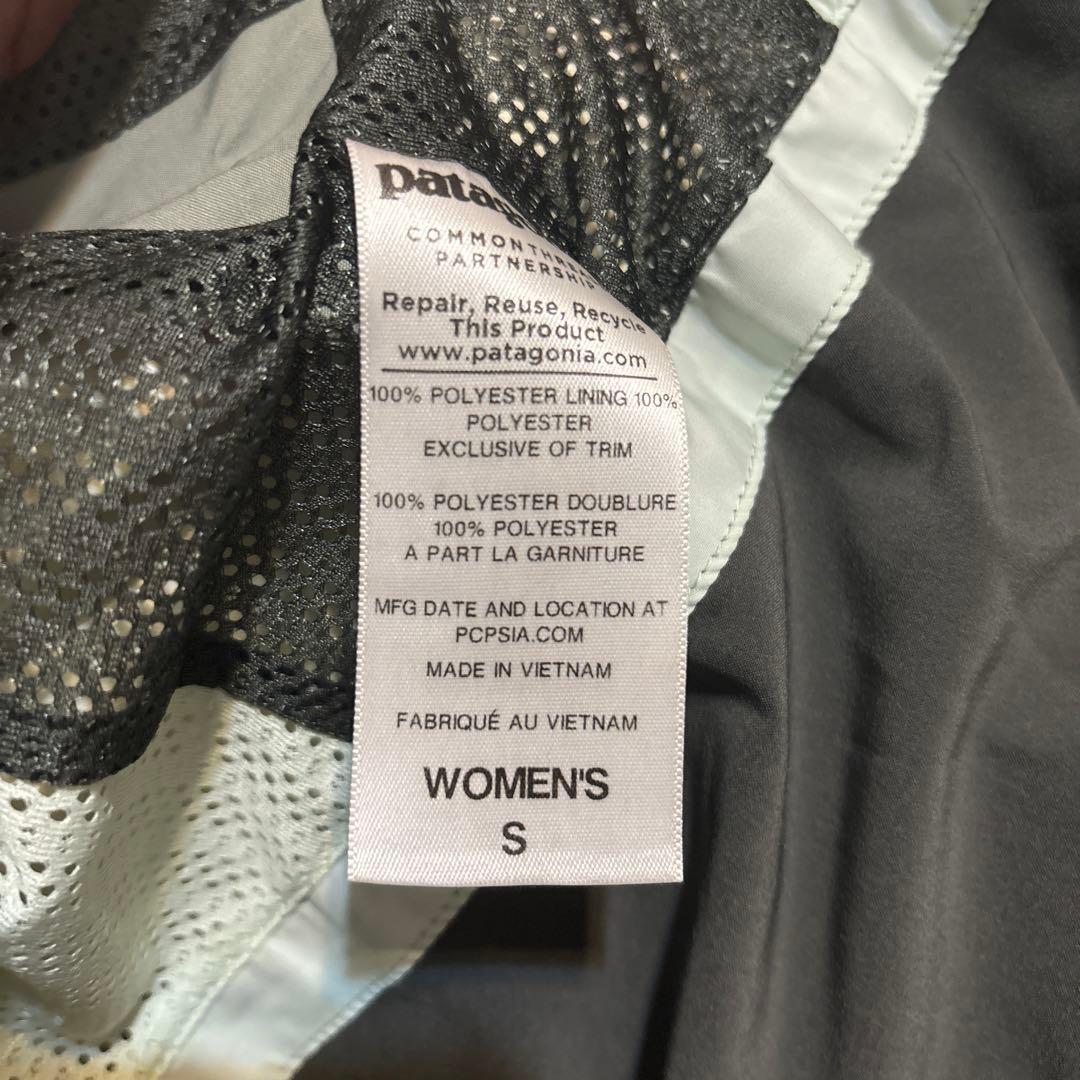 COMMON
PARTNERSHIP
Repair, Reuse, Recycle
This Product
www.patagonia.com
100% POLYESTER LINING 100%
POLYESTER
EXCLUSIVE OF TRIM
100% POLYESTER DOUBLURE
100% POLYESTER
A PART LA GARNITURE
MFG DATE AND LOCATION AT
PCPSIA.COM
MADE IN VIETNAM
FABRIQUÉ AU VIETNAM
WOMEN'S
S